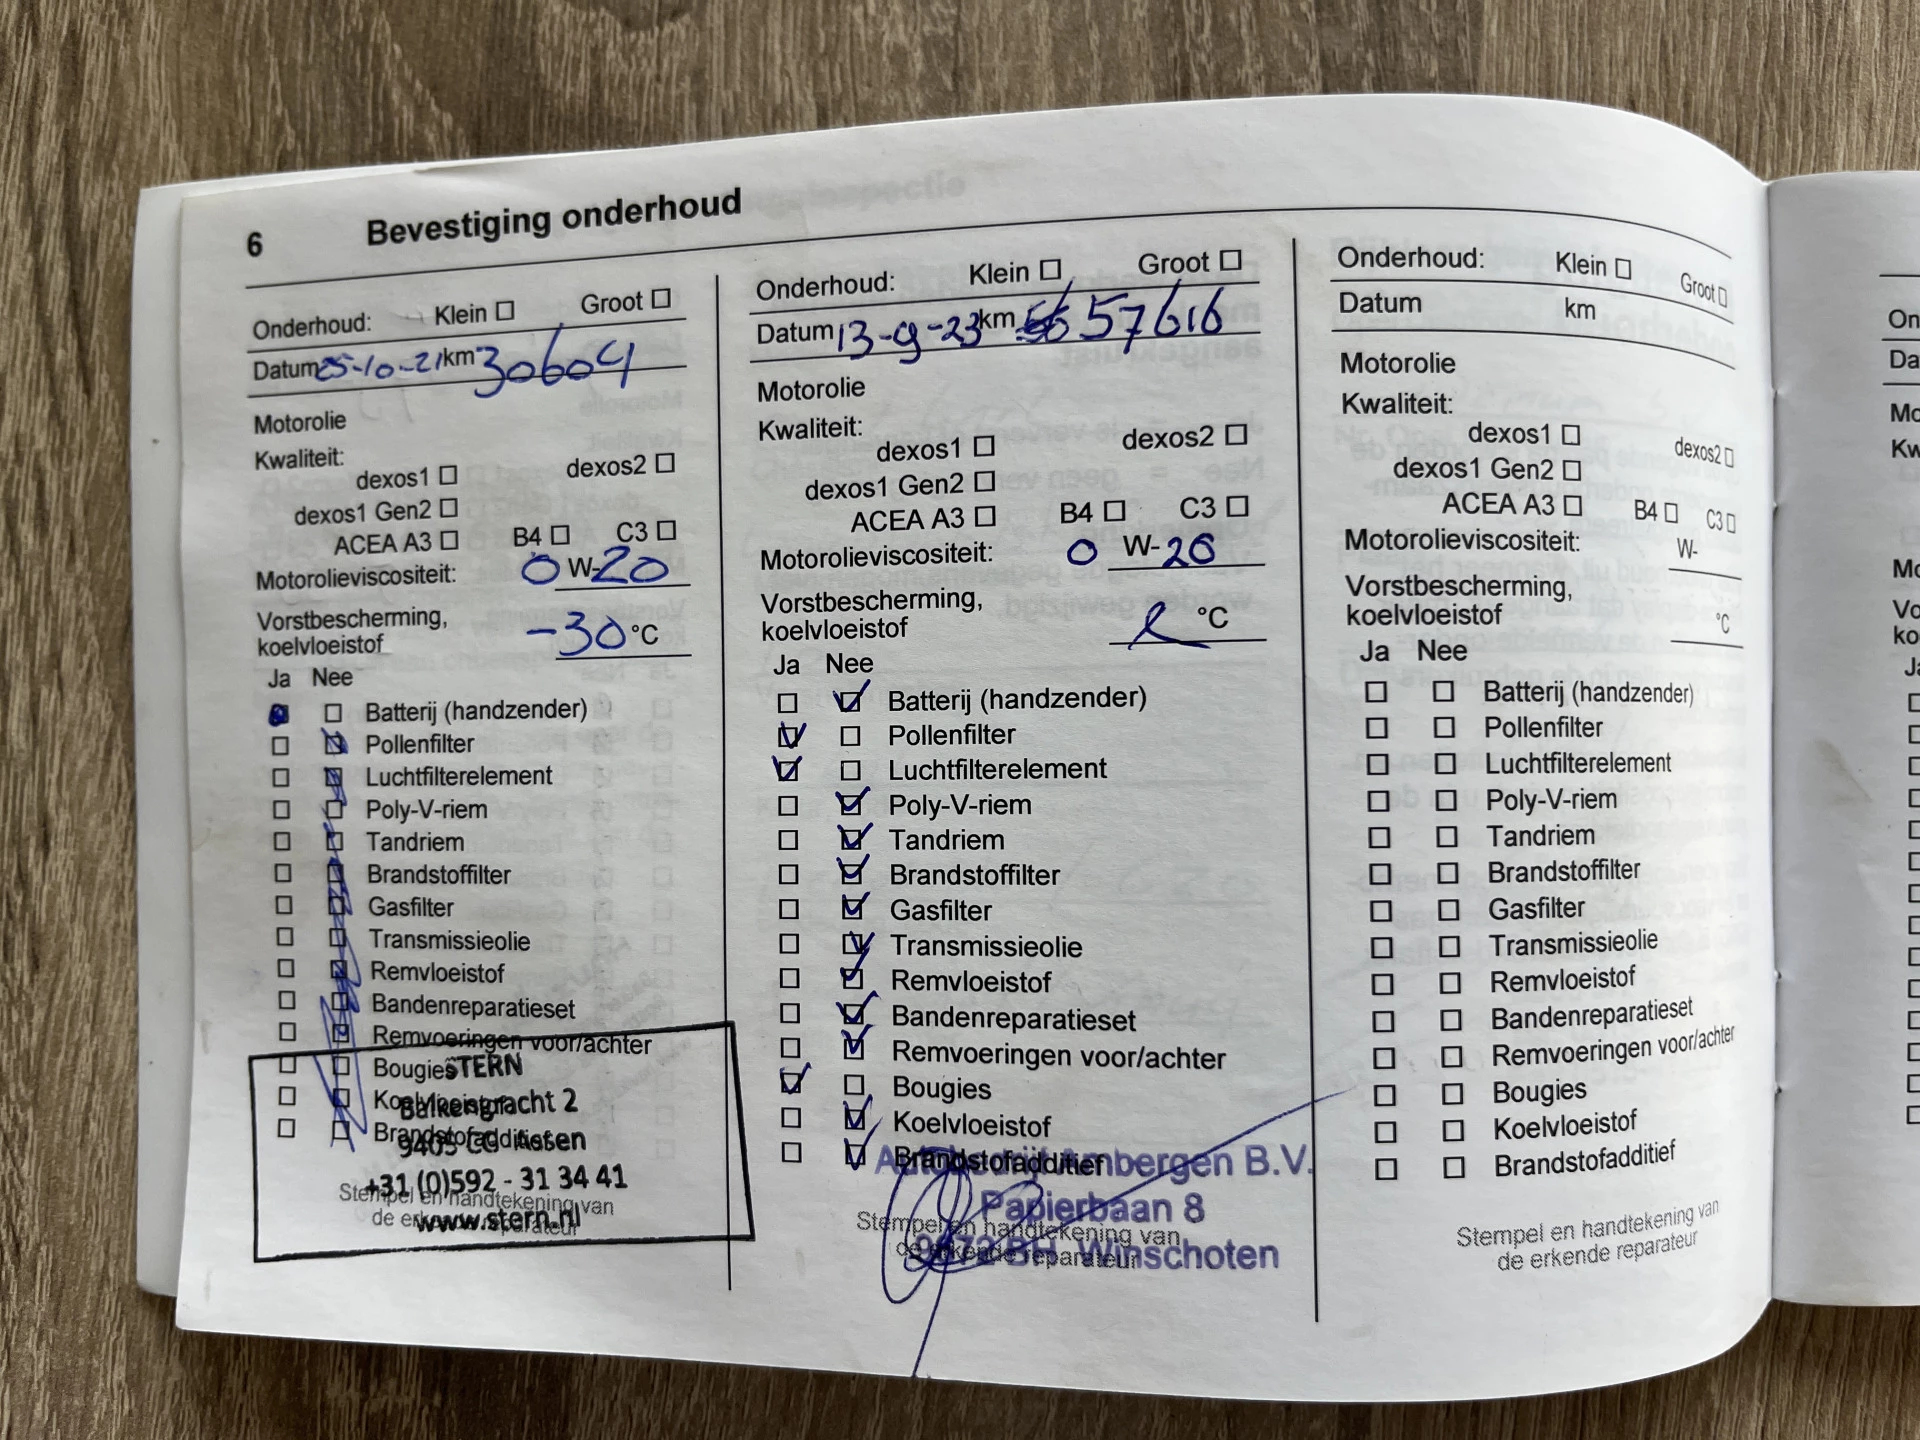 6 Bevestiging onderhoud
Onderhoud: Klein Groot
Datum 25-10-21 km 30604
Motorolie
Kwaliteit:
dexos1 dexos2
dexos1 Gen2
ACEA A3 B4 C3
Motorolieviscositeit: 0 W-20
Vorstbescherming,
koelvloeistof -30 °C
Ja Nee
Batterij (handzender)
Pollenfilter
Luchtfilterelement
Poly-V-riem
Tandriem
Brandstoffilter
Gasfilter
Transmissieolie
Remvloeistof
Bandenreparatieset
Remvoeringen voor/achter
Bougies
Koelvloeistof
Brandstofadditief
STERN
Balkengracht 2
9405 CC Assen
+31 (0)592 - 31 34 41
www.stern.nl
Stempel en handtekening van
de erkende reparateur
Onderhoud: Klein Groot
Datum 13-9-23 km 57616
Motorolie
Kwaliteit:
dexos1 dexos2
dexos1 Gen2
ACEA A3 B4 C3
Motorolieviscositeit: 0 W-20
Vorstbescherming,
koelvloeistof °C
Ja Nee
Batterij (handzender)
Pollenfilter
Luchtfilterelement
Poly-V-riem
Tandriem
Brandstoffilter
Gasfilter
Transmissieolie
Remvloeistof
Bandenreparatieset
Remvoeringen voor/achter
Bougies
Koelvloeistof
Brandstofadditief
Autobedrijf Ambergen B.V.
Papierbaan 8
9672 BH Winschoten
Stempel en handtekening van
de erkende reparateur
Onderhoud: Klein Groot
Datum km
Motorolie
Kwaliteit:
dexos1 dexos2
dexos1 Gen2
ACEA A3 B4 C3
Motorolieviscositeit: W-
Vorstbescherming,
koelvloeistof °C
Ja Nee
Batterij (handzender)
Pollenfilter
Luchtfilterelement
Poly-V-riem
Tandriem
Brandstoffilter
Gasfilter
Transmissieolie
Remvloeistof
Bandenreparatieset
Remvoeringen voor/achter
Bougies
Koelvloeistof
Brandstofadditief
Stempel en handtekening van
de erkende reparateur